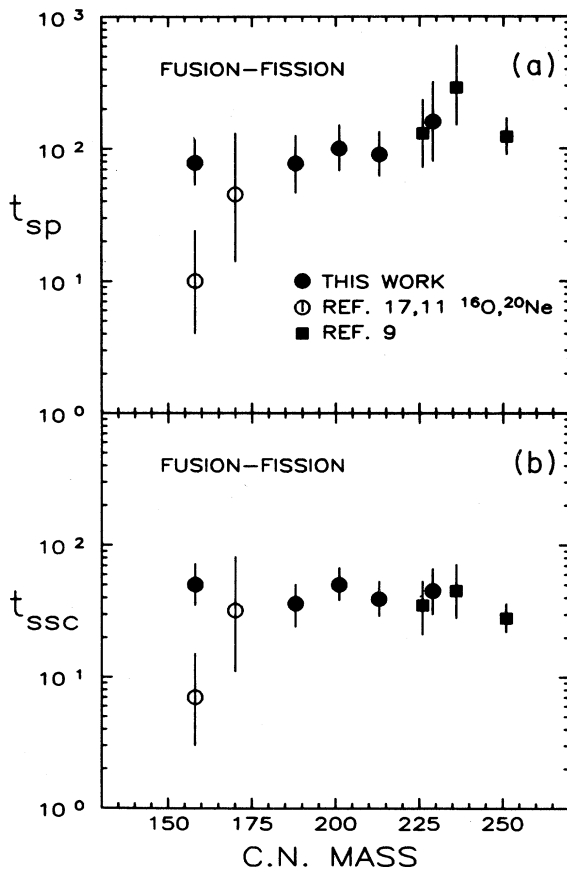 10³
FUSION–FISSION (a)
10²
t_sp
10¹
● THIS WORK
○ REF. 17,11 ¹⁶O,²⁰Ne
■ REF. 9
10⁰
FUSION–FISSION (b)
10²
t_ssc
10¹
10⁰
150 175 200 225 250
C.N. MASS